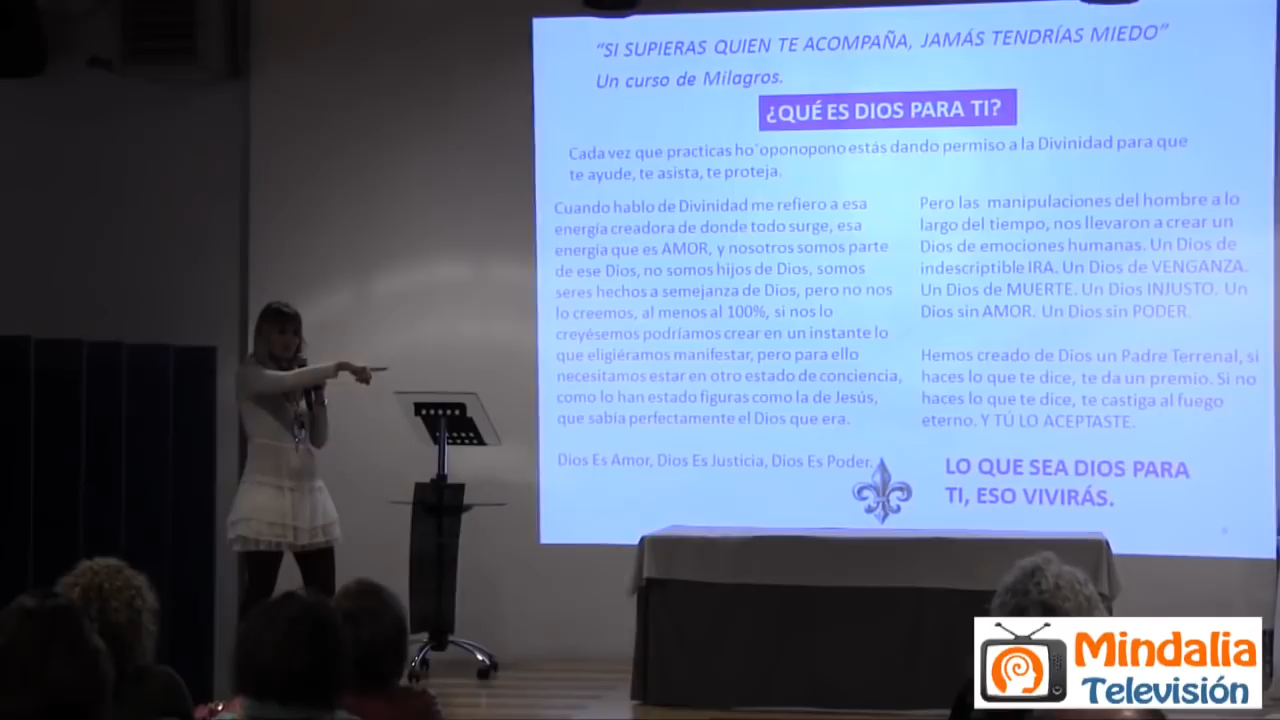 “SI SUPIERAS QUIEN TE ACOMPAÑA, JAMÁS TENDRÍAS MIEDO”
Un curso de Milagros.
¿QUÉ ES DIOS PARA TI?
Cada vez que practicas ho´oponopono estás dando permiso a la Divinidad para que
te ayude, te asista, te proteja.
Cuando hablo de Divinidad me refiero a esa
energía creadora de donde todo surge, esa
energía que es AMOR, y nosotros somos parte
de ese Dios, no somos hijos de Dios, somos
seres hechos a semejanza de Dios, pero no nos
lo creemos, al menos al 100%, si nos lo
creyésemos podríamos crear en un instante lo
que eligiéramos manifestar, pero para ello
necesitamos estar en otro estado de conciencia,
como lo han estado figuras como la de Jesús,
que sabía perfectamente el Dios que era.
Dios Es Amor, Dios Es Justicia, Dios Es Poder.
Pero las manipulaciones del hombre a lo
largo del tiempo, nos llevaron a crear un
Dios de emociones humanas. Un Dios de
indescriptible IRA. Un Dios de VENGANZA.
Un Dios de MUERTE. Un Dios INJUSTO. Un
Dios sin AMOR. Un Dios sin PODER.
Hemos creado de Dios un Padre Terrenal, si
haces lo que te dice, te da un premio. Si no
haces lo que te dice, te castiga al fuego
eterno. Y TÚ LO ACEPTASTE.
LO QUE SEA DIOS PARA
TI, ESO VIVIRÁS.
Mindalia
Televisión